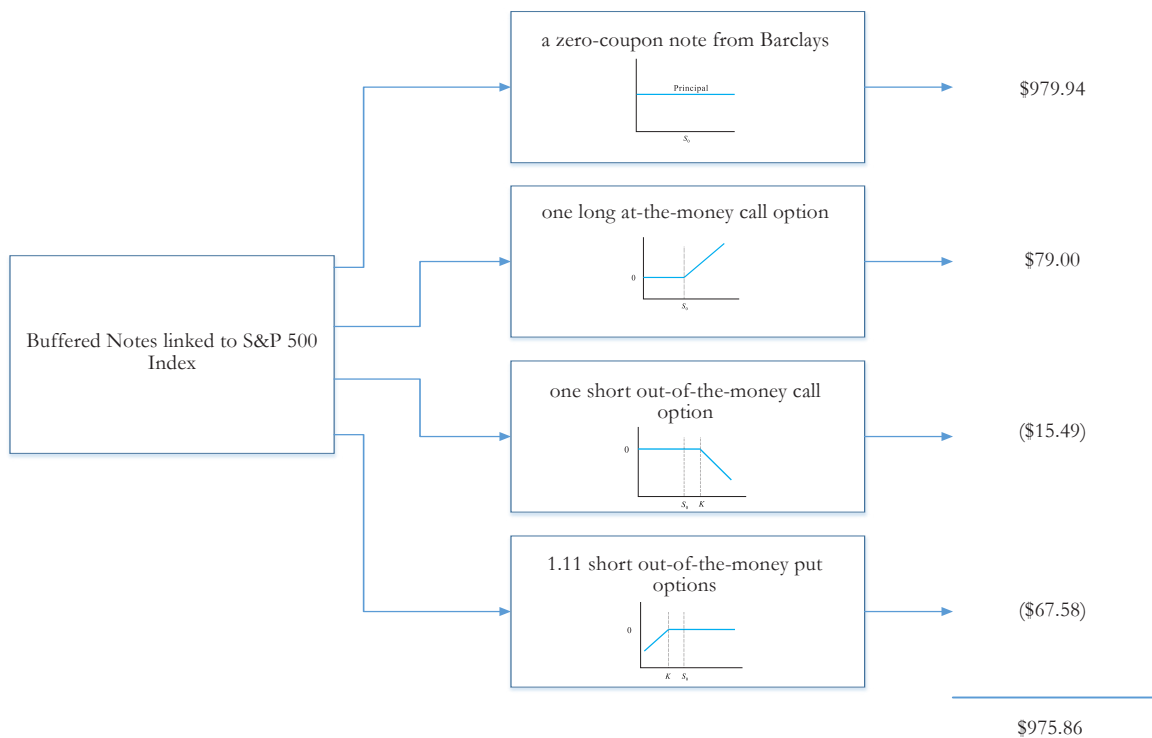 a zero-coupon note from Barclays
Principal
S₀
$979.94
one long at-the-money call option
0
S₀
$79.00
Buffered Notes linked to S&P 500
Index
one short out-of-the-money call
option
0
S₀ K
($15.49)
1.11 short out-of-the-money put
options
0
K S₀
($67.58)
$975.86